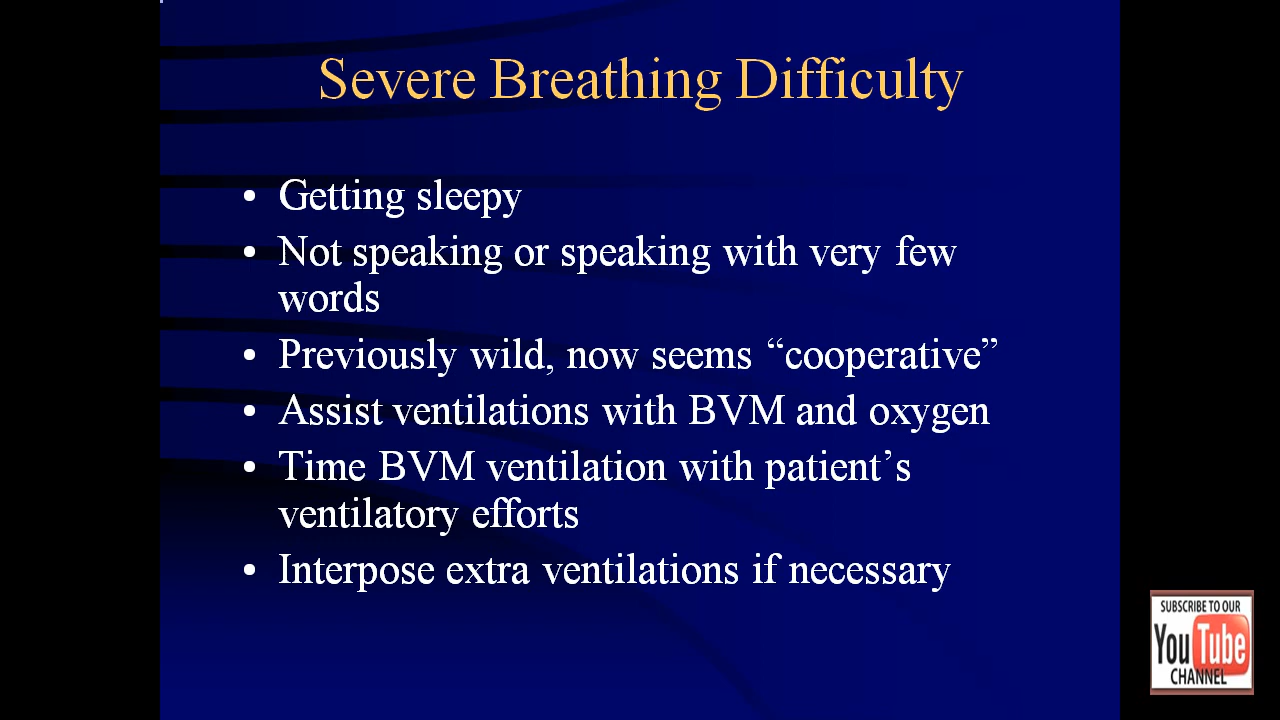 Severe Breathing Difficulty
• Getting sleepy
• Not speaking or speaking with very few
words
• Previously wild, now seems “cooperative”
• Assist ventilations with BVM and oxygen
• Time BVM ventilation with patient’s
ventilatory efforts
• Interpose extra ventilations if necessary
SUBSCRIBE TO OUR
YouTube
CHANNEL